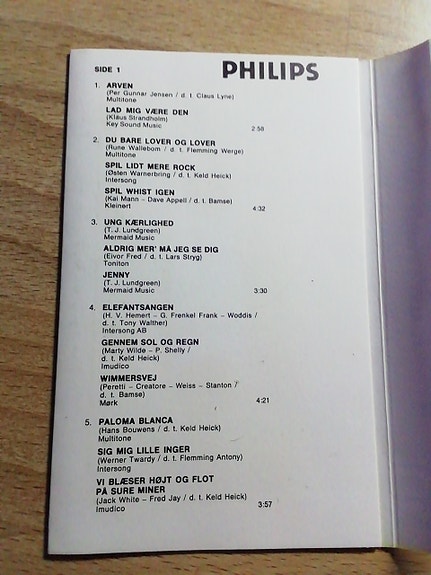 SIDE 1
PHILIPS
1. ARVEN
(Per Gunnar Jensen / d. t. Claus Lyne)
Multitone
LAD MIG VÆRE DEN
(Klaus Strandholm)
Key Sound Music 2:58
2. DU BARE LOVER OG LOVER
(Rune Wallebom / d. t. Flemming Werge)
Multitone
SPIL LIDT MERE ROCK
(Østen Warnerbring / d. t. Keld Heick)
Intersong
SPIL WHIST IGEN
(Kal Mann – Dave Appell / d. t. Bamse)
Kleinert 4:32
3. UNG KÆRLIGHED
(T. J. Lundgreen)
Mermaid Music
ALDRIG MER' MÅ JEG SE DIG
(Eivor Fred / d. t. Lars Stryg)
Toniton
JENNY
(T. J. Lundgreen)
Mermaid Music 3:30
4. ELEFANTSANGEN
(H. V. Hemert – G. Frenkel Frank – Woddis /
d. t. Tony Walther)
Intersong AB
GENNEM SOL OG REGN
(Marty Wilde – P. Shelly /
d. t. Keld Heick)
Imudico
WIMMERSVEJ
(Peretti – Creatore – Weiss – Stanton /
d. t. Bamse)
Mørk 4:21
5. PALOMA BLANCA
(Hans Bouwens / d. t. Keld Heick)
Multitone
SIG MIG LILLE INGER
(Werner Twardy / d. t. Flemming Antony)
Intersong
VI BLÆSER HØJT OG FLOT
PÅ SURE MINER
(Jack White – Fred Jay / d. t. Keld Heick)
Imudico 3:57